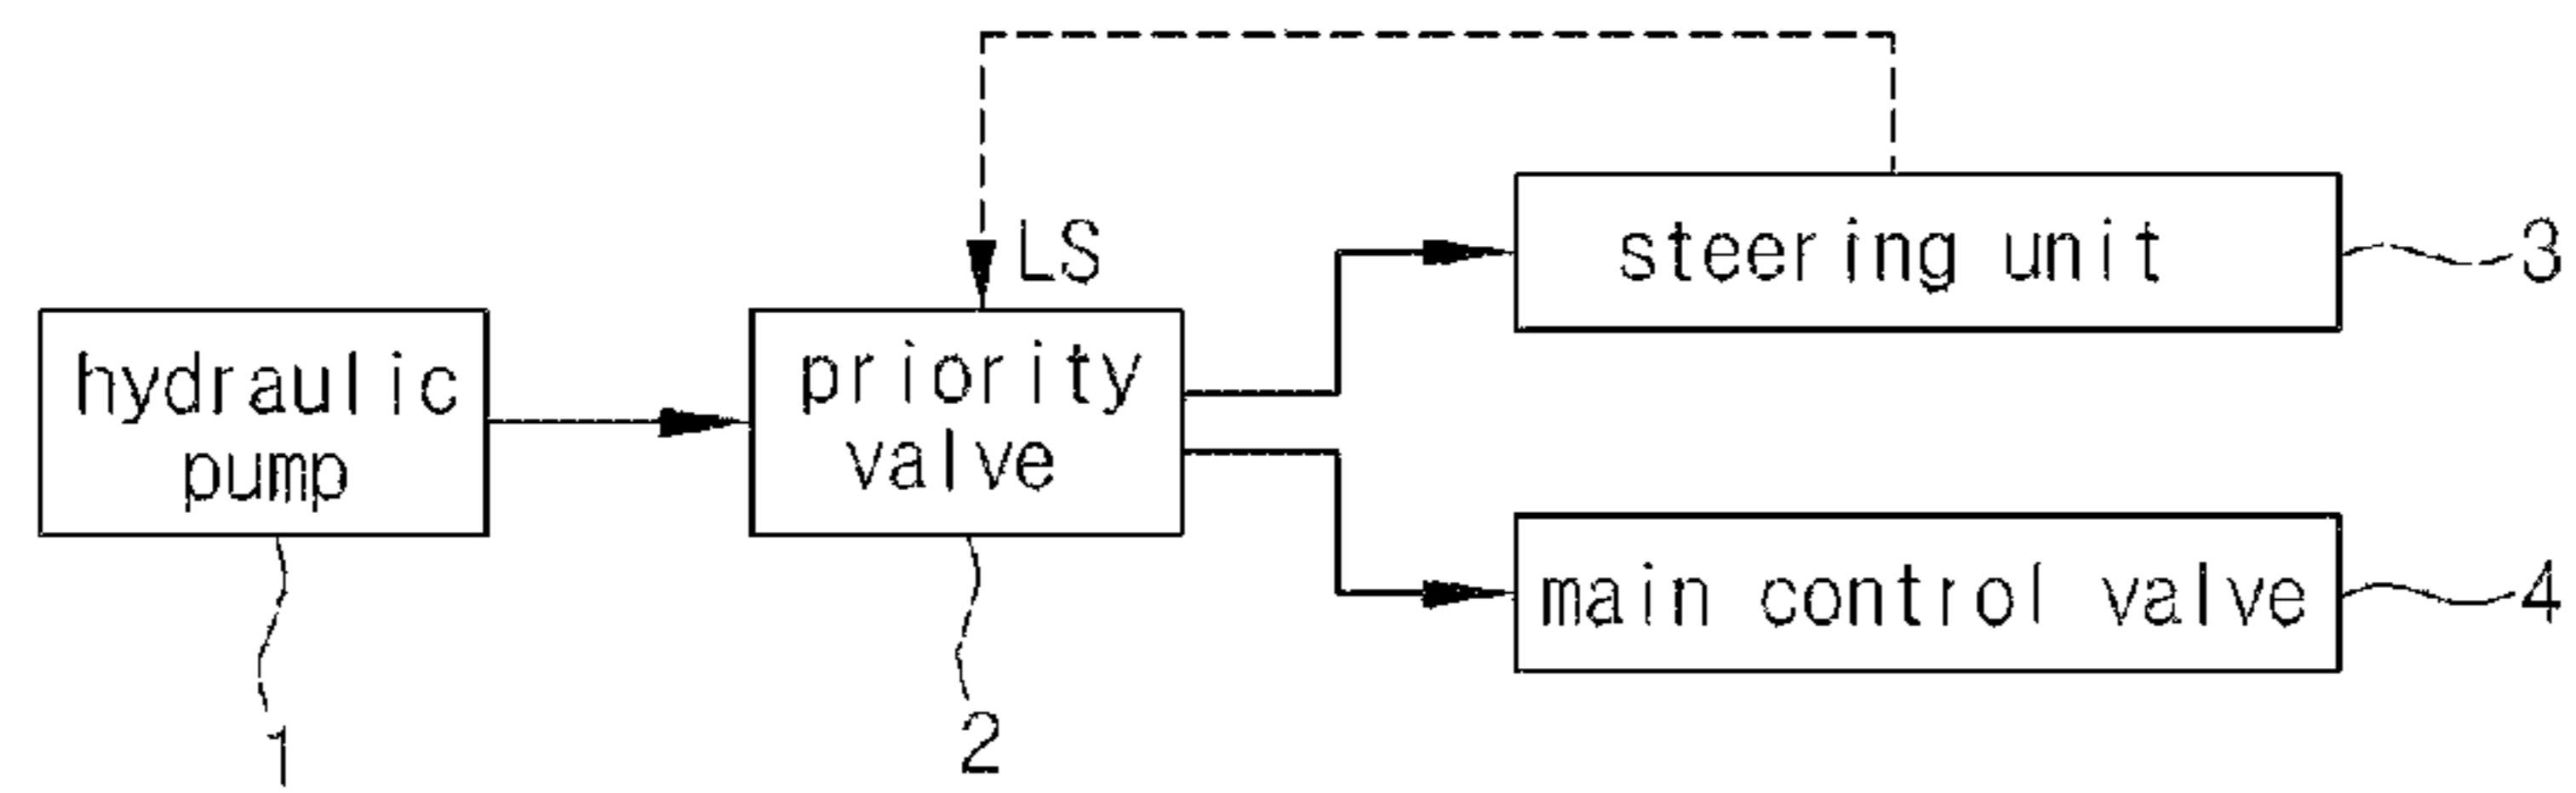 LS
steering unit
3
hydraulic
pump
priority
valve
main control valve
4
1
2